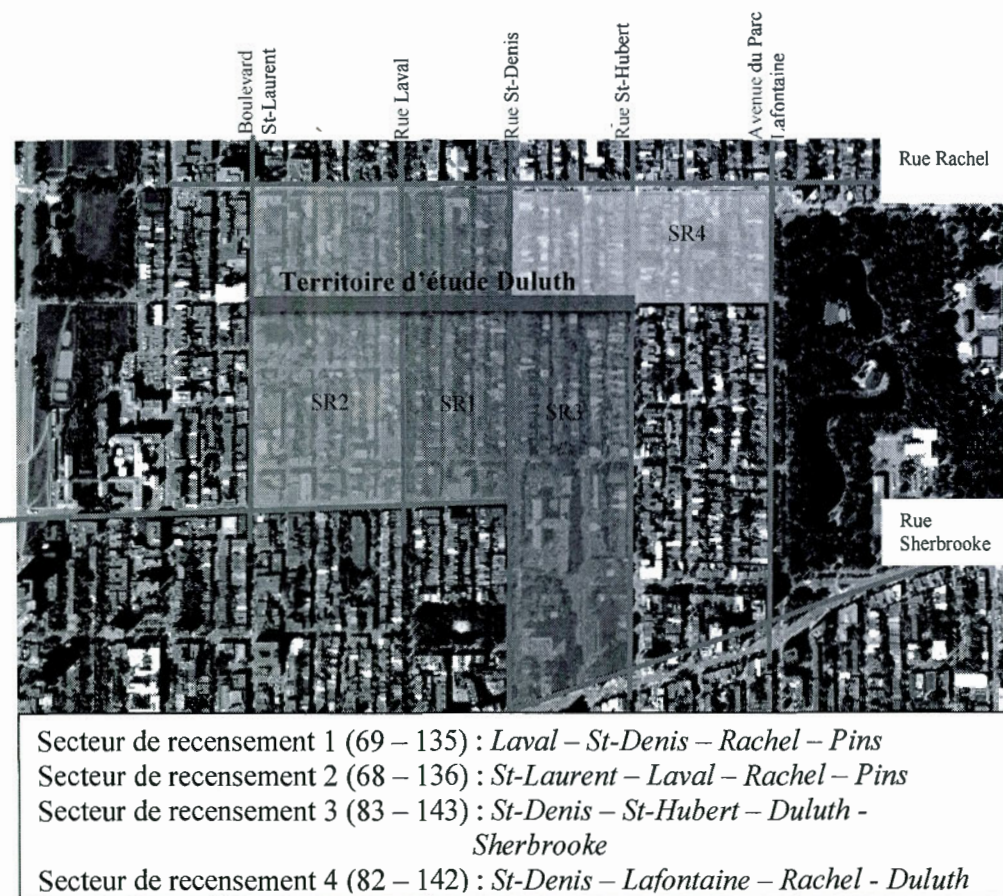 Boulevard
St-Laurent
Rue Laval
Rue St-Denis
Rue St-Hubert
Avenue du Parc
Lafontaine
Rue Rachel
SR4
Territoire d'étude Duluth
SR2
SR1
SR3
Rue
Sherbrooke
Secteur de recensement 1 (69 – 135) : Laval – St-Denis – Rachel – Pins
Secteur de recensement 2 (68 – 136) : St-Laurent – Laval – Rachel – Pins
Secteur de recensement 3 (83 – 143) : St-Denis – St-Hubert – Duluth -
Sherbrooke
Secteur de recensement 4 (82 – 142) : St-Denis – Lafontaine – Rachel - Duluth